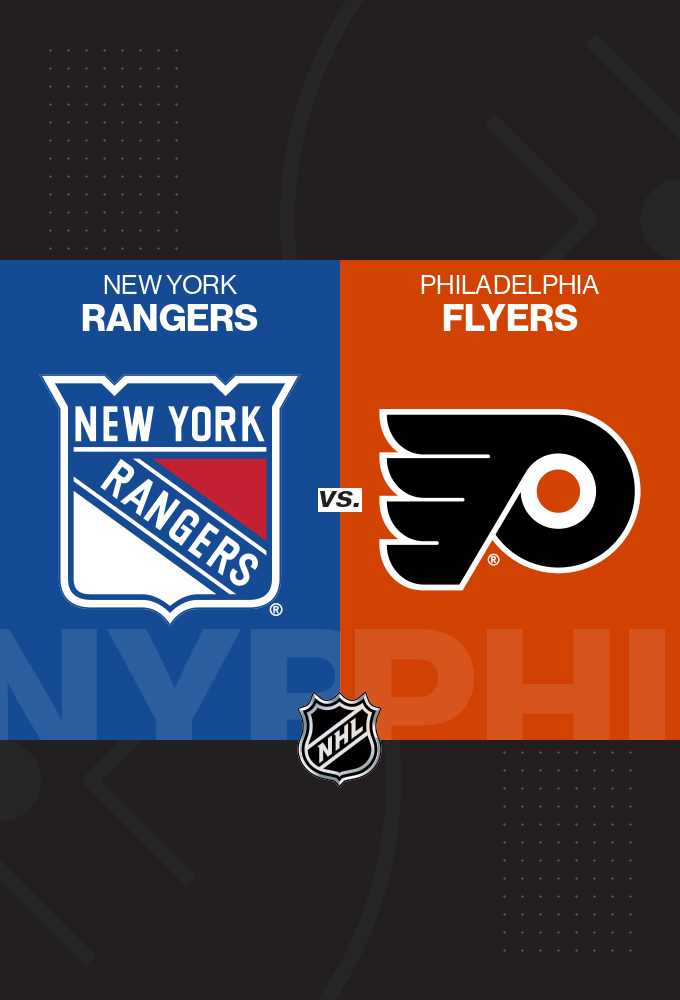 NEW YORK
RANGERS
PHILADELPHIA
FLYERS
NEW YORK
RANGERS
®
vs.
®
NYR
PHI
NHL